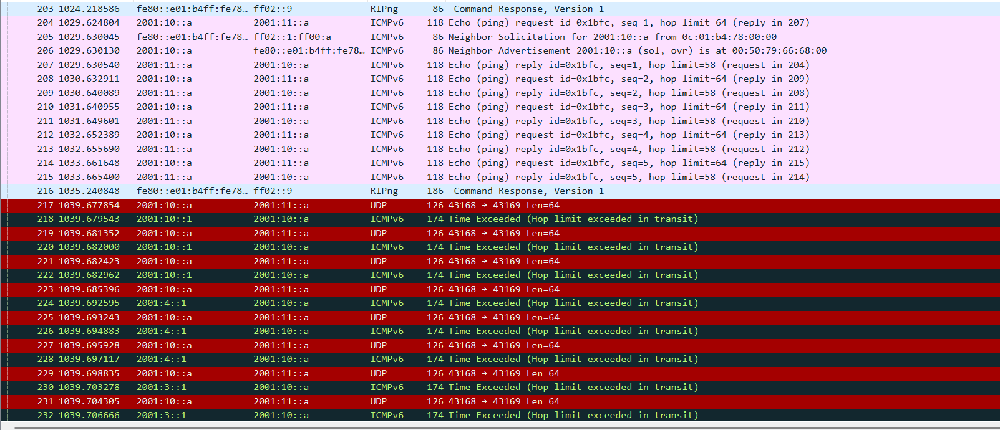 203 1024.218586 fe80::e01:b4ff:fe78… ff02::9 RIPng 86 Command Response, Version 1
204 1029.624804 2001:10::a 2001:11::a ICMPv6 118 Echo (ping) request id=0x1bfc, seq=1, hop limit=64 (reply in 207)
205 1029.630045 fe80::e01:b4ff:fe78… ff02::1:ff00:a ICMPv6 86 Neighbor Solicitation for 2001:10::a from 0c:01:b4:78:00:00
206 1029.630130 2001:10::a fe80::e01:b4ff:fe78… ICMPv6 86 Neighbor Advertisement 2001:10::a (sol, ovr) is at 00:50:79:66:68:00
207 1029.630540 2001:11::a 2001:10::a ICMPv6 118 Echo (ping) reply id=0x1bfc, seq=1, hop limit=58 (request in 204)
208 1030.632911 2001:10::a 2001:11::a ICMPv6 118 Echo (ping) request id=0x1bfc, seq=2, hop limit=64 (reply in 209)
209 1030.640089 2001:11::a 2001:10::a ICMPv6 118 Echo (ping) reply id=0x1bfc, seq=2, hop limit=58 (request in 208)
210 1031.640955 2001:10::a 2001:11::a ICMPv6 118 Echo (ping) request id=0x1bfc, seq=3, hop limit=64 (reply in 211)
211 1031.649601 2001:11::a 2001:10::a ICMPv6 118 Echo (ping) reply id=0x1bfc, seq=3, hop limit=58 (request in 210)
212 1032.652389 2001:10::a 2001:11::a ICMPv6 118 Echo (ping) request id=0x1bfc, seq=4, hop limit=64 (reply in 213)
213 1032.655690 2001:11::a 2001:10::a ICMPv6 118 Echo (ping) reply id=0x1bfc, seq=4, hop limit=58 (request in 212)
214 1033.661648 2001:10::a 2001:11::a ICMPv6 118 Echo (ping) request id=0x1bfc, seq=5, hop limit=64 (reply in 215)
215 1033.665400 2001:11::a 2001:10::a ICMPv6 118 Echo (ping) reply id=0x1bfc, seq=5, hop limit=58 (request in 214)
216 1035.240848 fe80::e01:b4ff:fe78… ff02::9 RIPng 186 Command Response, Version 1
217 1039.677854 2001:10::a 2001:11::a UDP 126 43168 → 43169 Len=64
218 1039.679543 2001:10::1 2001:10::a ICMPv6 174 Time Exceeded (Hop limit exceeded in transit)
219 1039.681352 2001:10::a 2001:11::a UDP 126 43168 → 43169 Len=64
220 1039.682000 2001:10::1 2001:10::a ICMPv6 174 Time Exceeded (Hop limit exceeded in transit)
221 1039.682423 2001:10::a 2001:11::a UDP 126 43168 → 43169 Len=64
222 1039.682962 2001:10::1 2001:10::a ICMPv6 174 Time Exceeded (Hop limit exceeded in transit)
223 1039.685396 2001:10::a 2001:11::a UDP 126 43168 → 43169 Len=64
224 1039.692595 2001:4::1 2001:10::a ICMPv6 174 Time Exceeded (Hop limit exceeded in transit)
225 1039.693243 2001:10::a 2001:11::a UDP 126 43168 → 43169 Len=64
226 1039.694883 2001:4::1 2001:10::a ICMPv6 174 Time Exceeded (Hop limit exceeded in transit)
227 1039.695928 2001:10::a 2001:11::a UDP 126 43168 → 43169 Len=64
228 1039.697117 2001:4::1 2001:10::a ICMPv6 174 Time Exceeded (Hop limit exceeded in transit)
229 1039.698835 2001:10::a 2001:11::a UDP 126 43168 → 43169 Len=64
230 1039.703278 2001:3::1 2001:10::a ICMPv6 174 Time Exceeded (Hop limit exceeded in transit)
231 1039.704305 2001:10::a 2001:11::a UDP 126 43168 → 43169 Len=64
232 1039.706666 2001:3::1 2001:10::a ICMPv6 174 Time Exceeded (Hop limit exceeded in transit)